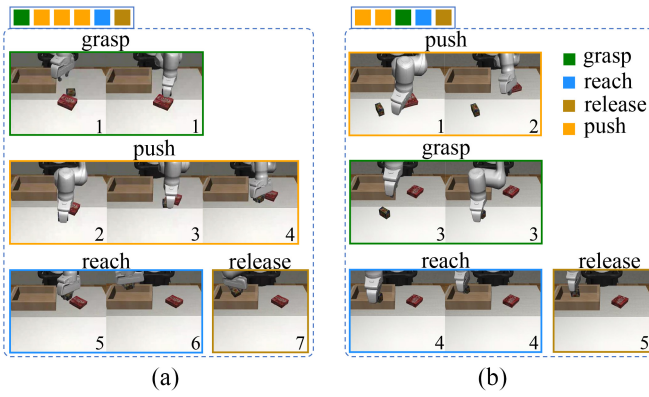 grasp
1 1
push
2 3 4
reach release
5 6 7
(a)
push
1 2
grasp
3 3
reach release
4 4 5
(b)
grasp
reach
release
push